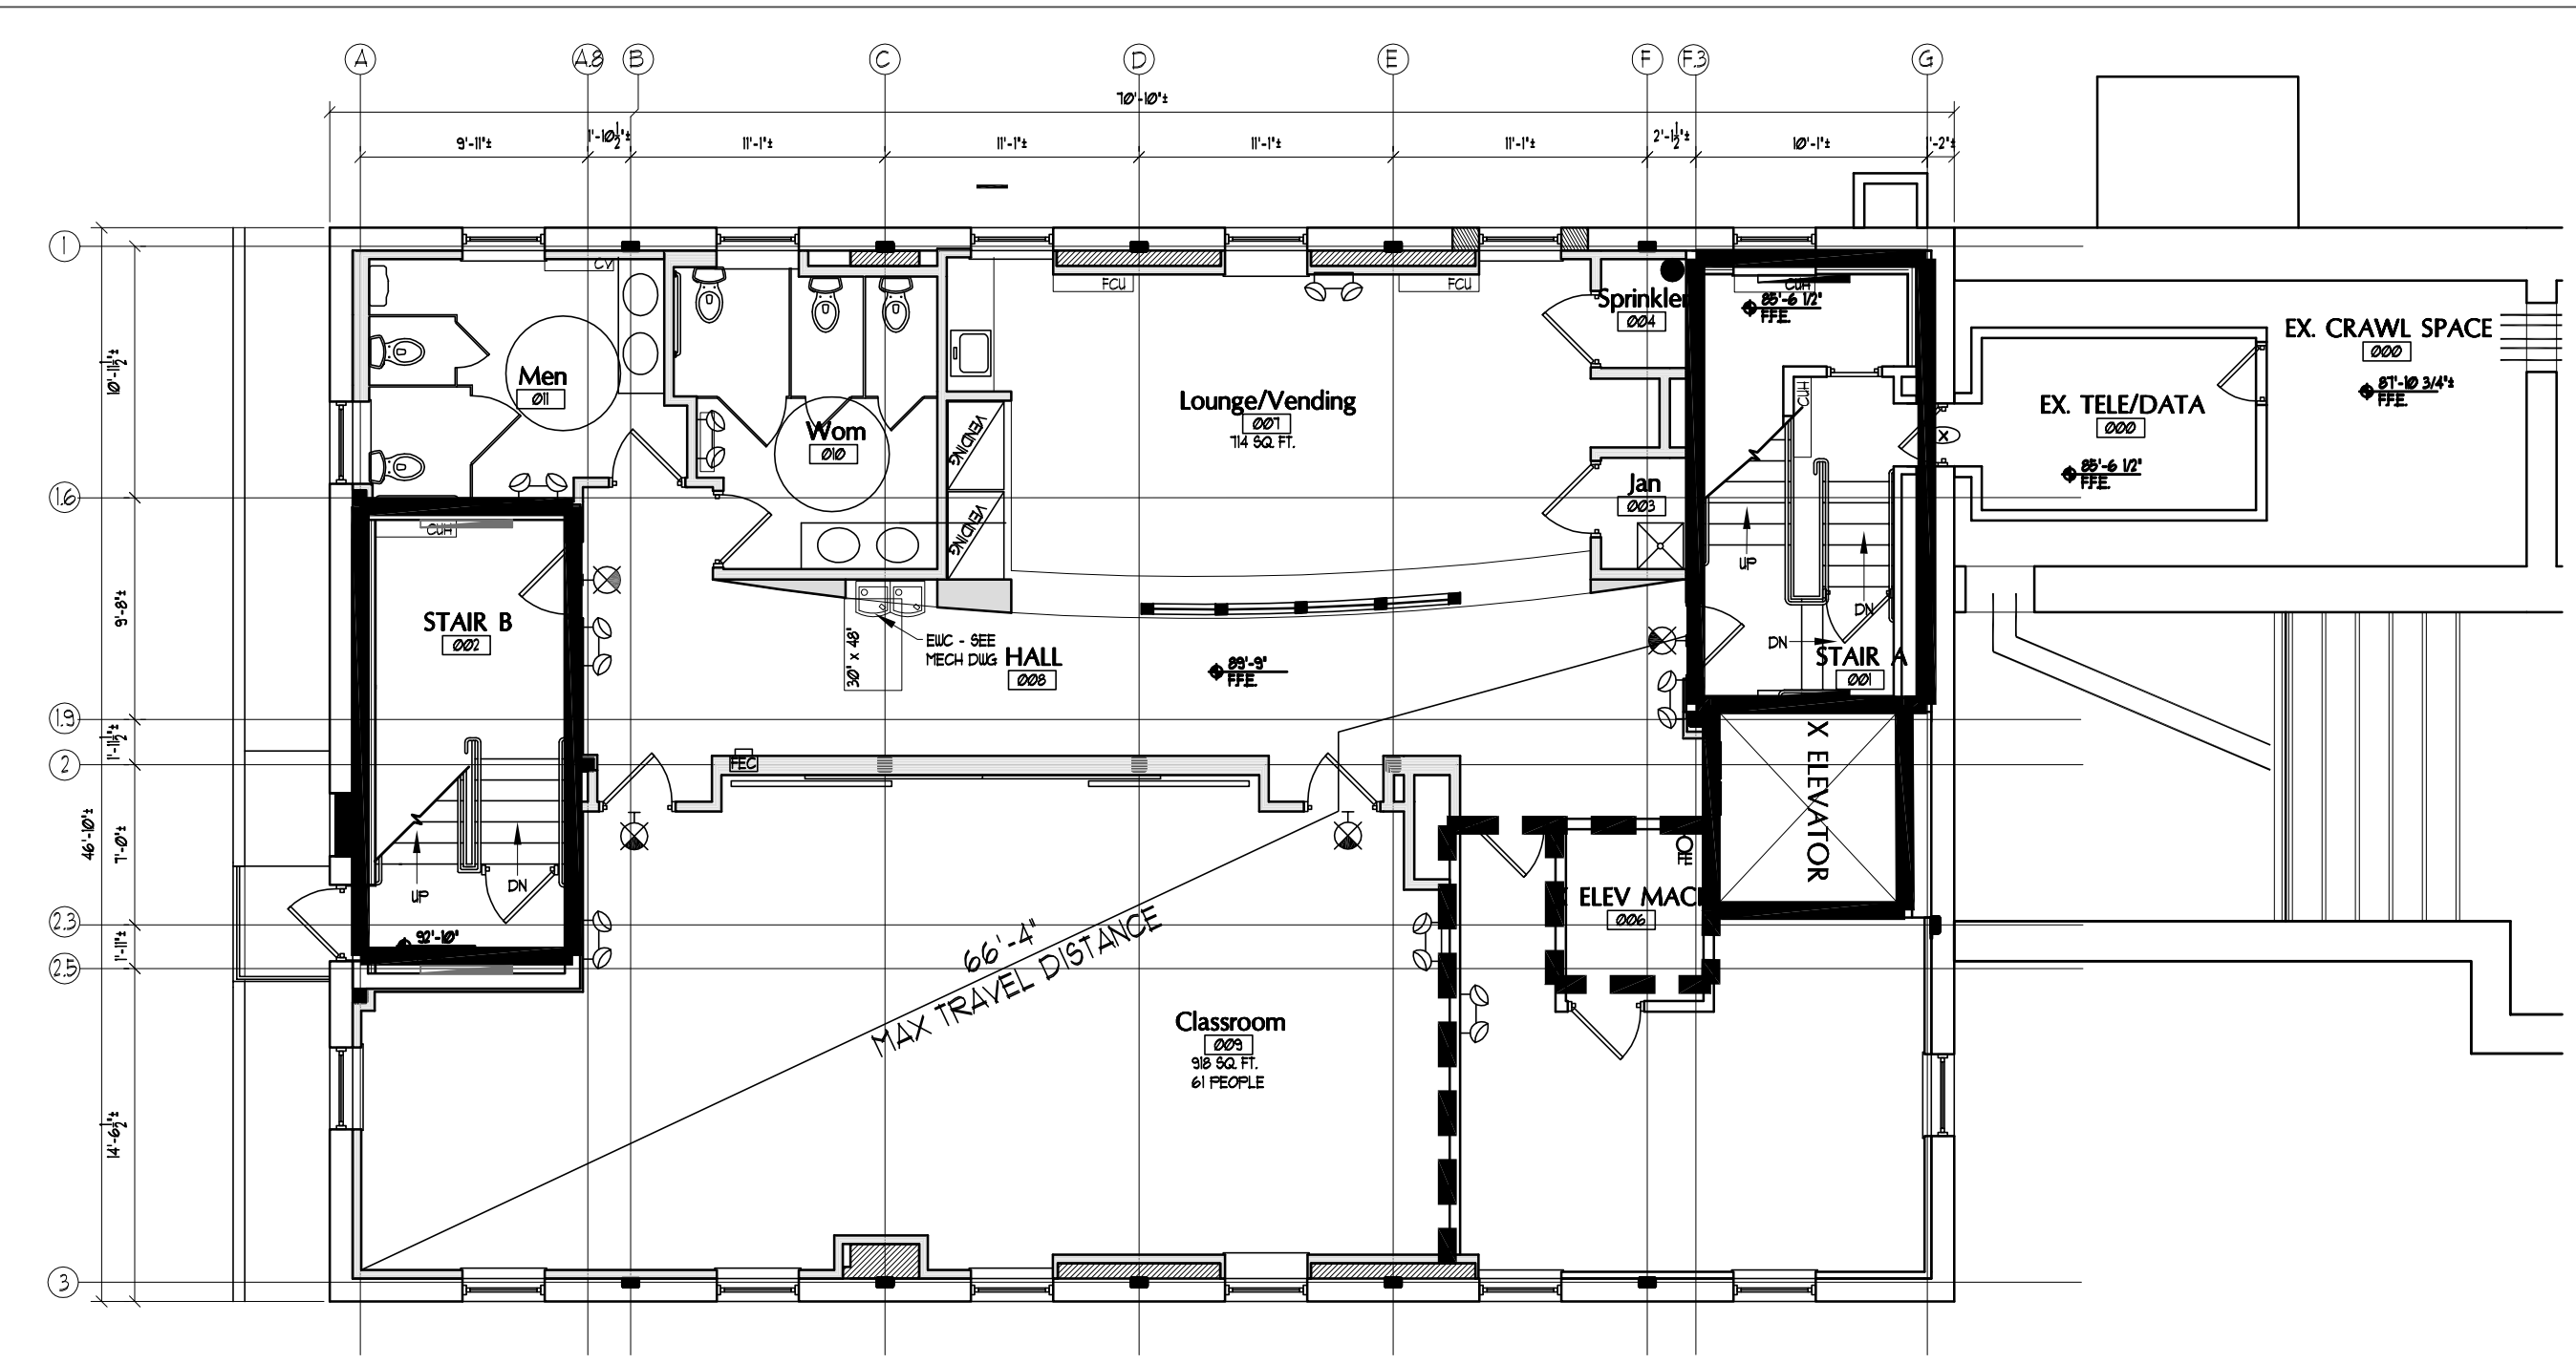 A
A.8
B
C
D
E
F
F.3
G
70'-10"±
9'-11"±
1'-10½"±
11'-1"±
11'-1"±
11'-1"±
11'-1"±
2'-1½"±
10'-1"±
1'-2"±
1
1.6
1.9
2
2.3
2.5
3
46'-10"±
10'-11½"±
9'-8"±
1'-11½"±
7'-0"±
1'-11"±
14'-6½"±
CV
FCU
FCU
CUH
Men
011
Wom
010
VENDING
VENDING
Lounge/Vending
007
714 SQ. FT.
Sprinkler
004
85'-6 1/2"
F.F.E.
CUH
Jan
003
EX. TELE/DATA
000
85'-6 1/2"
F.F.E.
EX. CRAWL SPACE
000
87'-10 3/4"±
F.F.E.
X
CUH
STAIR B
002
UP
DN
92'-10"
30" x 48"
EWC - SEE
MECH DWG
HALL
008
89'-9"
F.F.E.
UP
DN
DN
STAIR A
001
FEC
X ELEVATOR
FE
ELEV MACH
006
66'-4"
MAX TRAVEL DISTANCE
Classroom
009
918 SQ. FT.
61 PEOPLE